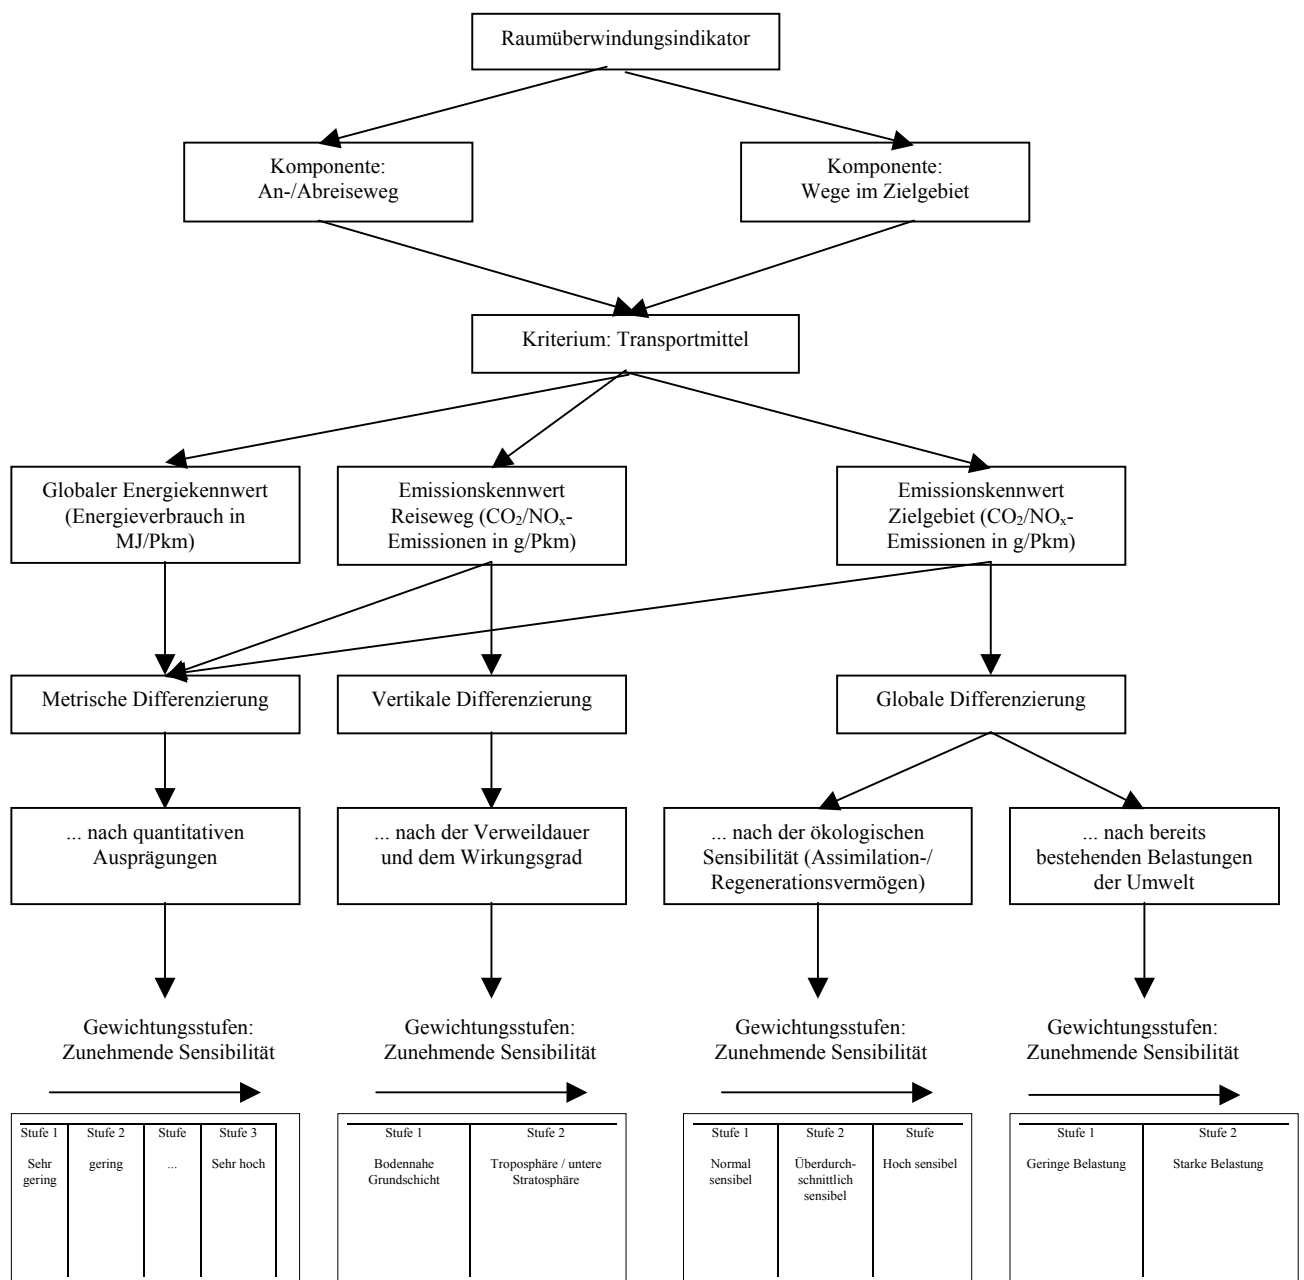 Raumüberwindungsindikator
Komponente:
An-/Abreiseweg
Komponente:
Wege im Zielgebiet
Kriterium: Transportmittel
Globaler Energiekennwert
(Energieverbrauch in
MJ/Pkm)
Emissionskennwert
Reiseweg (CO₂/NOₓ-
Emissionen in g/Pkm)
Emissionskennwert
Zielgebiet (CO₂/NOₓ-
Emissionen in g/Pkm)
Metrische Differenzierung
Vertikale Differenzierung
Globale Differenzierung
... nach quantitativen
Ausprägungen
... nach der Verweildauer
und dem Wirkungsgrad
... nach der ökologischen
Sensibilität (Assimilation-/
Regenerationsvermögen)
... nach bereits
bestehenden Belastungen
der Umwelt
Gewichtungsstufen:
Zunehmende Sensibilität
Gewichtungsstufen:
Zunehmende Sensibilität
Gewichtungsstufen:
Zunehmende Sensibilität
Gewichtungsstufen:
Zunehmende Sensibilität
Stufe 1
Sehr
gering
Stufe 2
gering
Stufe
...
Stufe 3
Sehr hoch
Stufe 1
Bodennahe
Grundschicht
Stufe 2
Troposphäre / untere
Stratosphäre
Stufe 1
Normal
sensibel
Stufe 2
Überdurch-
schnittlich
sensibel
Stufe
Hoch sensibel
Stufe 1
Geringe Belastung
Stufe 2
Starke Belastung